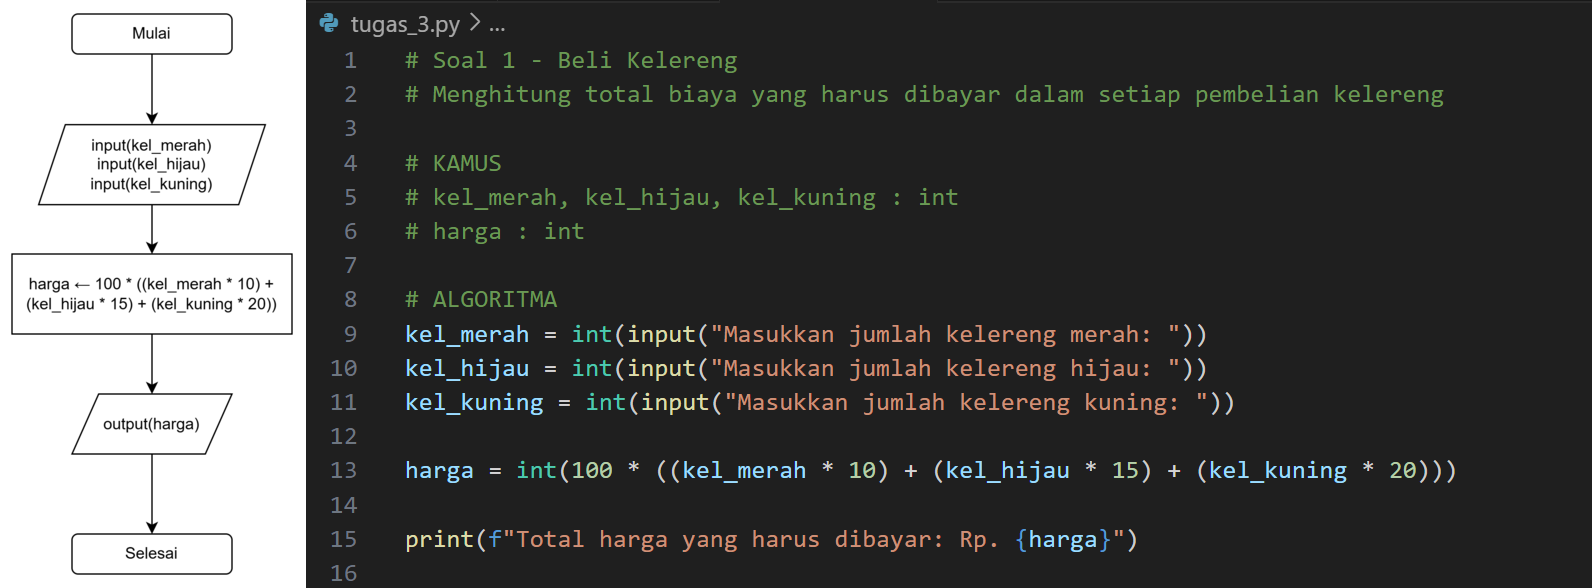 Mulai
input(kel_merah)
input(kel_hijau)
input(kel_kuning)
harga ← 100 * ((kel_merah * 10) +
(kel_hijau * 15) + (kel_kuning * 20))
output(harga)
Selesai
tugas_3.py > ...
1 # Soal 1 - Beli Kelereng
2 # Menghitung total biaya yang harus dibayar dalam setiap pembelian kelereng
3
4 # KAMUS
5 # kel_merah, kel_hijau, kel_kuning : int
6 # harga : int
7
8 # ALGORITMA
9 kel_merah = int(input("Masukkan jumlah kelereng merah: "))
10 kel_hijau = int(input("Masukkan jumlah kelereng hijau: "))
11 kel_kuning = int(input("Masukkan jumlah kelereng kuning: "))
12
13 harga = int(100 * ((kel_merah * 10) + (kel_hijau * 15) + (kel_kuning * 20)))
14
15 print(f"Total harga yang harus dibayar: Rp. {harga}")
16